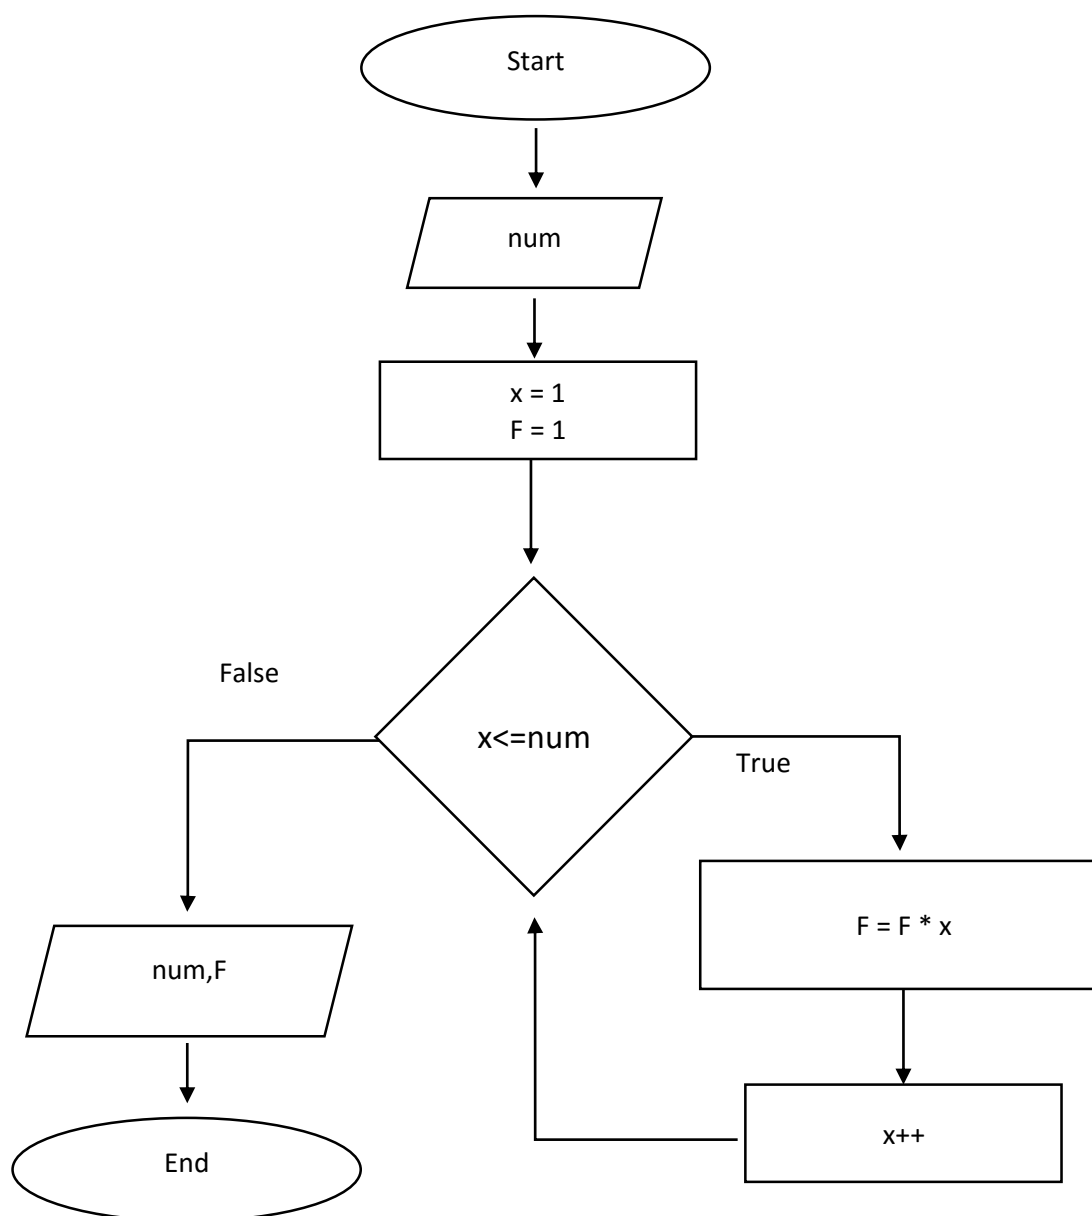 Start
num
x = 1
F = 1
x<=num
False
True
F = F * x
x++
num,F
End